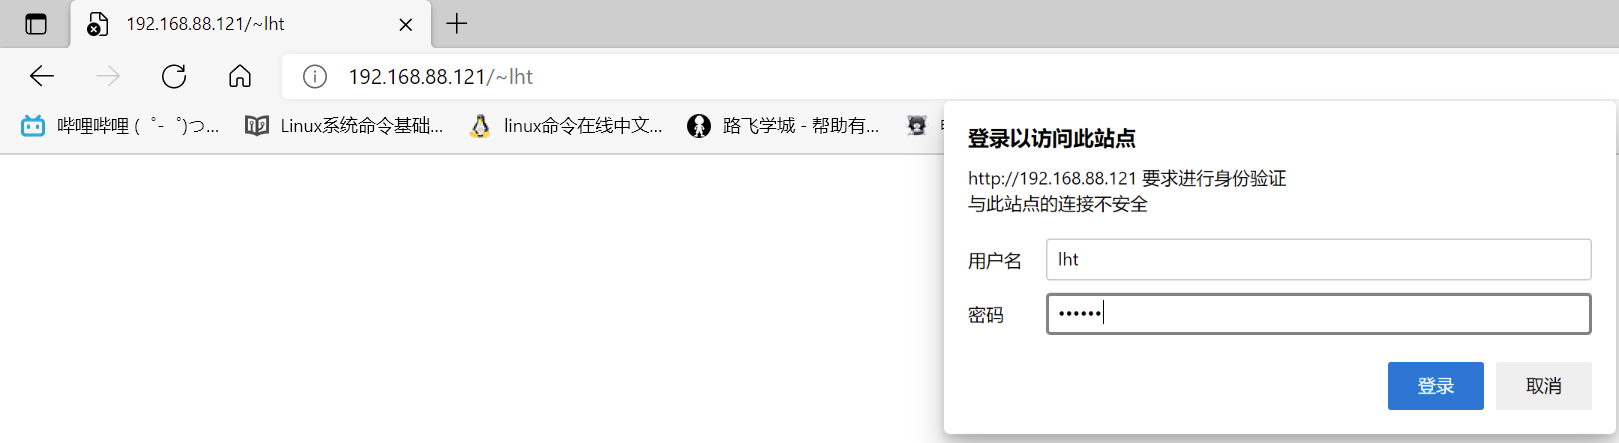 192.168.88.121/~lht
192.168.88.121/~lht
哔哩哔哩 (゜-゜)つ...
Linux系统命令基础...
linux命令在线中文...
路飞学城 - 帮助有...
登录以访问此站点
http://192.168.88.121 要求进行身份验证
与此站点的连接不安全
用户名
lht
密码
••••••
登录
取消